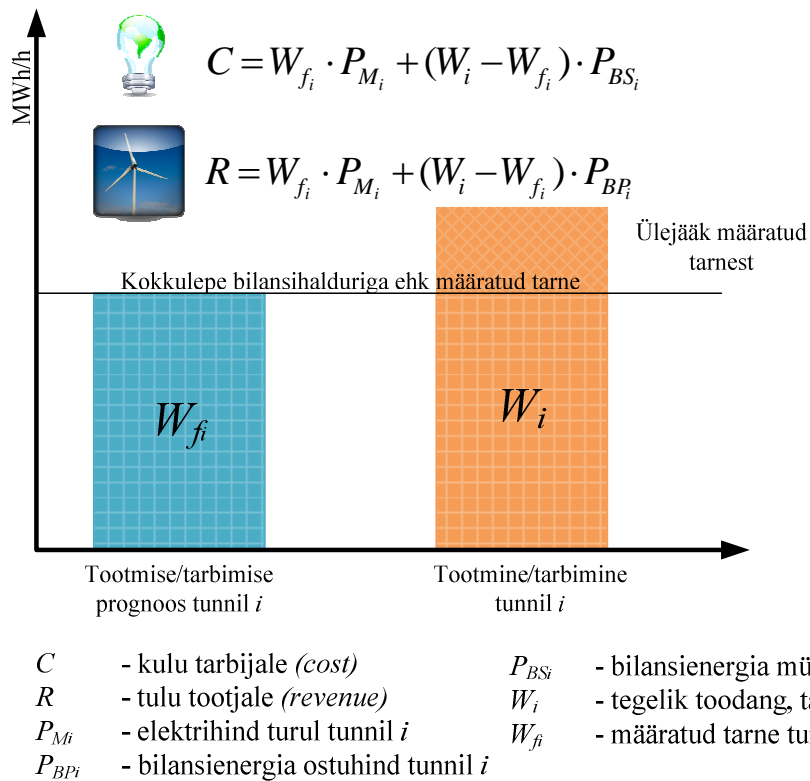 MWh/h
C = W_{f_i} · P_{M_i} + (W_i − W_{f_i}) · P_{BS_i}
R = W_{f_i} · P_{M_i} + (W_i − W_{f_i}) · P_{BP_i}
Ülejääk määratud
tarnest
Kokkulepe bilansihalduriga ehk määratud tarne
W_{fi}
W_i
Tootmise/tarbimise
prognoos tunnil i
Tootmine/tarbimine
tunnil i
C - kulu tarbijale (cost)
R - tulu tootjale (revenue)
P_{Mi} - elektrihind turul tunnil i
P_{BPi} - bilansienergia ostuhind tunnil i
P_{BSi} - bilansienergia
W_i - tegelik toodang,
W_{fi} - määratud tarne